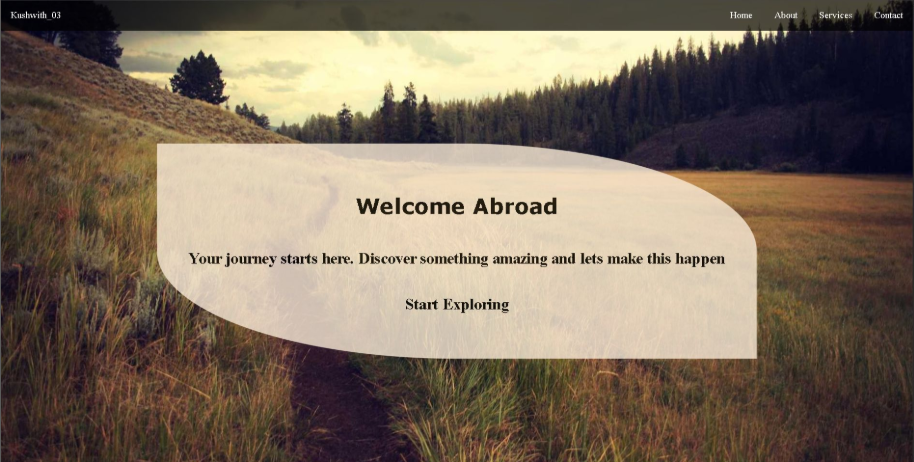 Kushwith_03
Home About Services Contact
Welcome Abroad
Your journey starts here. Discover something amazing and lets make this happen
Start Exploring